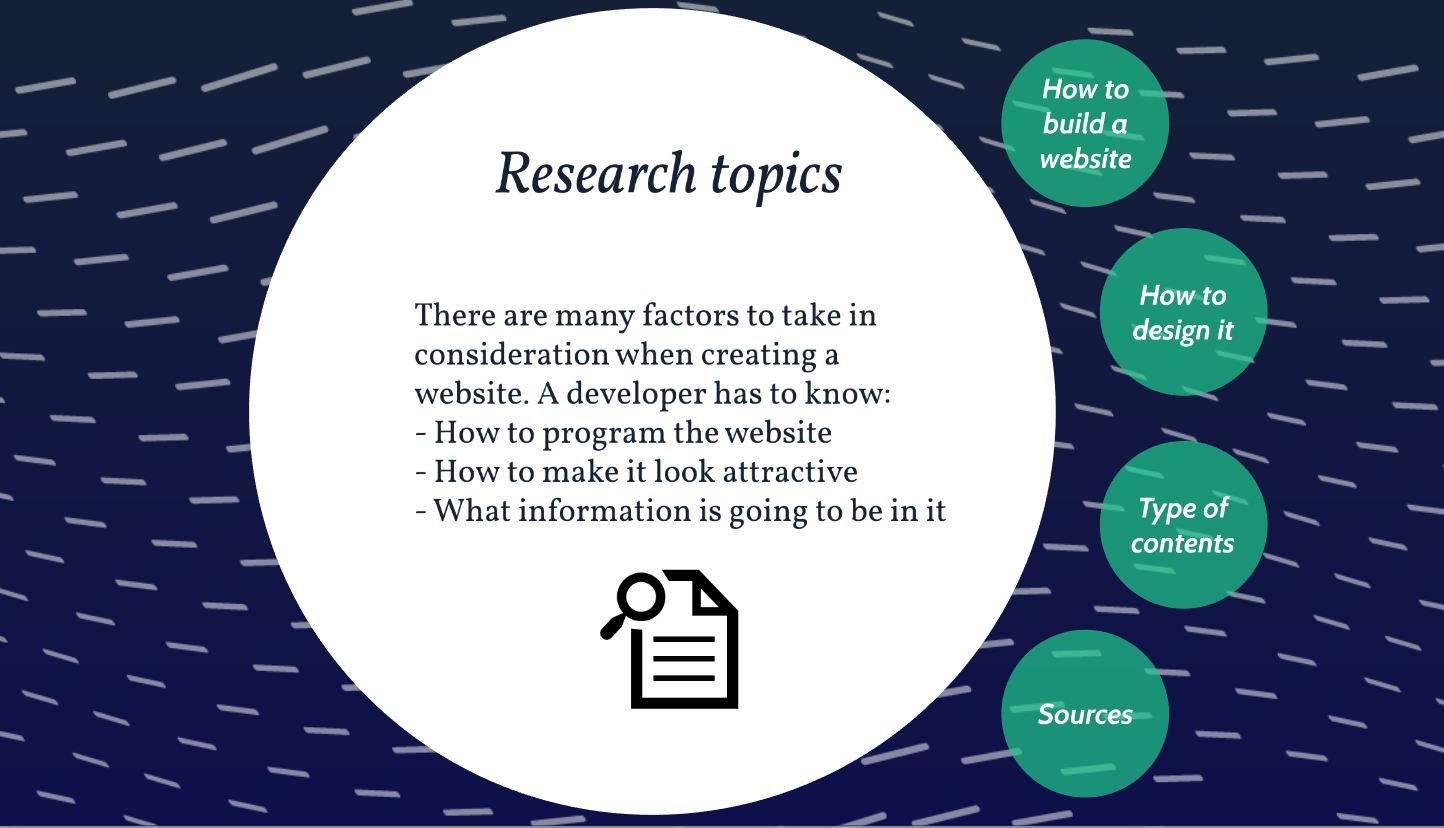 Research topics
There are many factors to take in
consideration when creating a
website. A developer has to know:
- How to program the website
- How to make it look attractive
- What information is going to be in it
How to
build a
website
How to
design it
Type of
contents
Sources